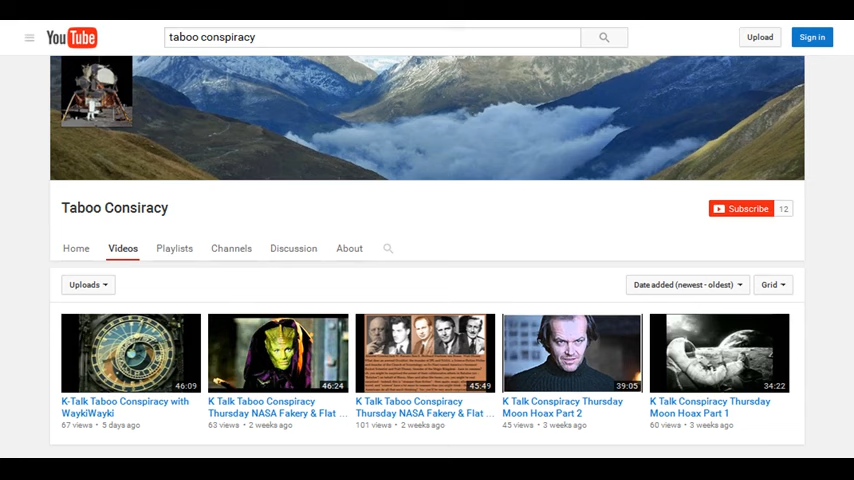 YouTube
taboo conspiracy
Upload
Sign in
Taboo Consiracy
Subscribe 12
Home Videos Playlists Channels Discussion About
Uploads
Date added (newest - oldest)
Grid
46:09
K-Talk Taboo Conspiracy with
WaykiWayki
67 views • 5 days ago
46:24
K Talk Taboo Conspiracy
Thursday NASA Fakery & Flat ...
63 views • 2 weeks ago
45:49
K Talk Taboo Conspiracy
Thursday NASA Fakery & Flat ...
101 views • 2 weeks ago
39:05
K Talk Conspiracy Thursday
Moon Hoax Part 2
45 views • 3 weeks ago
34:22
K Talk Conspiracy Thursday
Moon Hoax Part 1
60 views • 3 weeks ago